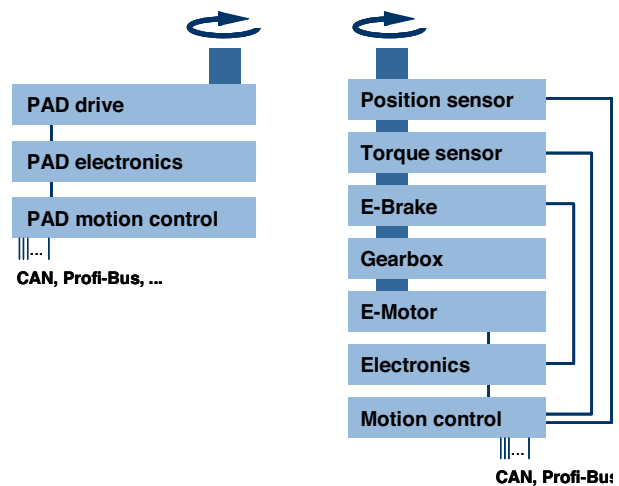 PAD drive
PAD electronics
PAD motion control
...
CAN, Profi-Bus, ...
Position sensor
Torque sensor
E-Brake
Gearbox
E-Motor
Electronics
Motion control
...
CAN, Profi-Bus